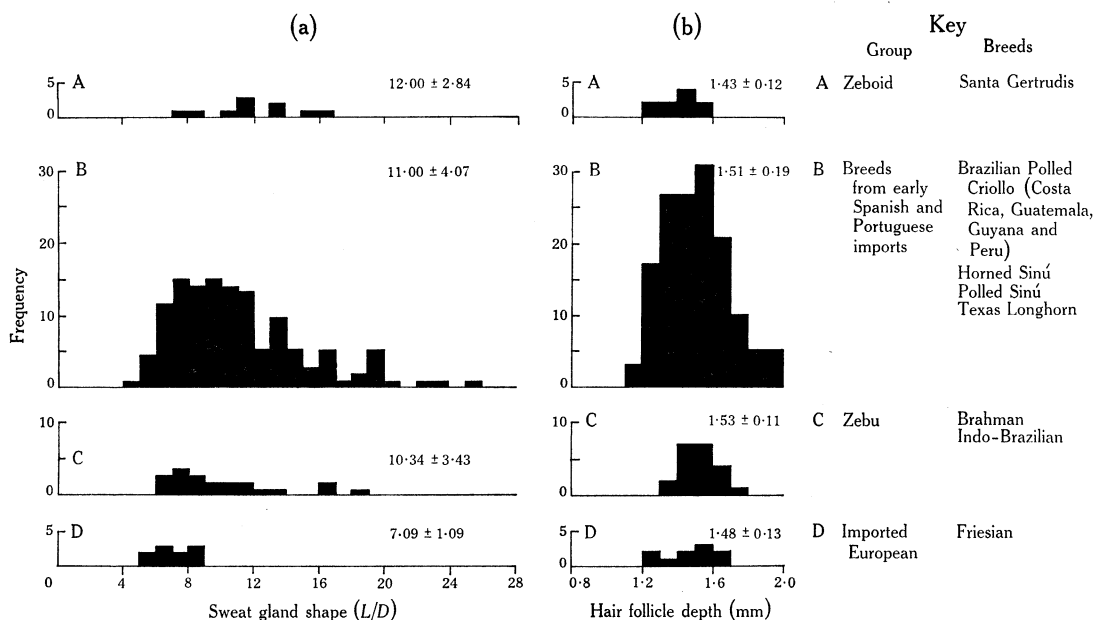 (a)
(b)
Key
Group
Breeds
5
0
A
12·00 ± 2·84
5
0
A
1·43 ± 0·12
A Zeboid
Santa Gertrudis
30
20
10
0
B
11·00 ± 4·07
30
20
10
0
B
1·51 ± 0·19
B Breeds
from early
Spanish and
Portuguese
imports
Brazilian Polled
Criollo (Costa
Rica, Guatemala,
Guyana and
Peru)
Horned Sinú
Polled Sinú
Texas Longhorn
Frequency
10
0
C
10·34 ± 3·43
10
0
C
1·53 ± 0·11
C Zebu
Brahman
Indo-Brazilian
5
0
D
7·09 ± 1·09
5
0
D
1·48 ± 0·13
D Imported
European
Friesian
4 8 12 16 20 24 28
0·8 1·2 1·6 2·0
Sweat gland shape (L/D)
Hair follicle depth (mm)